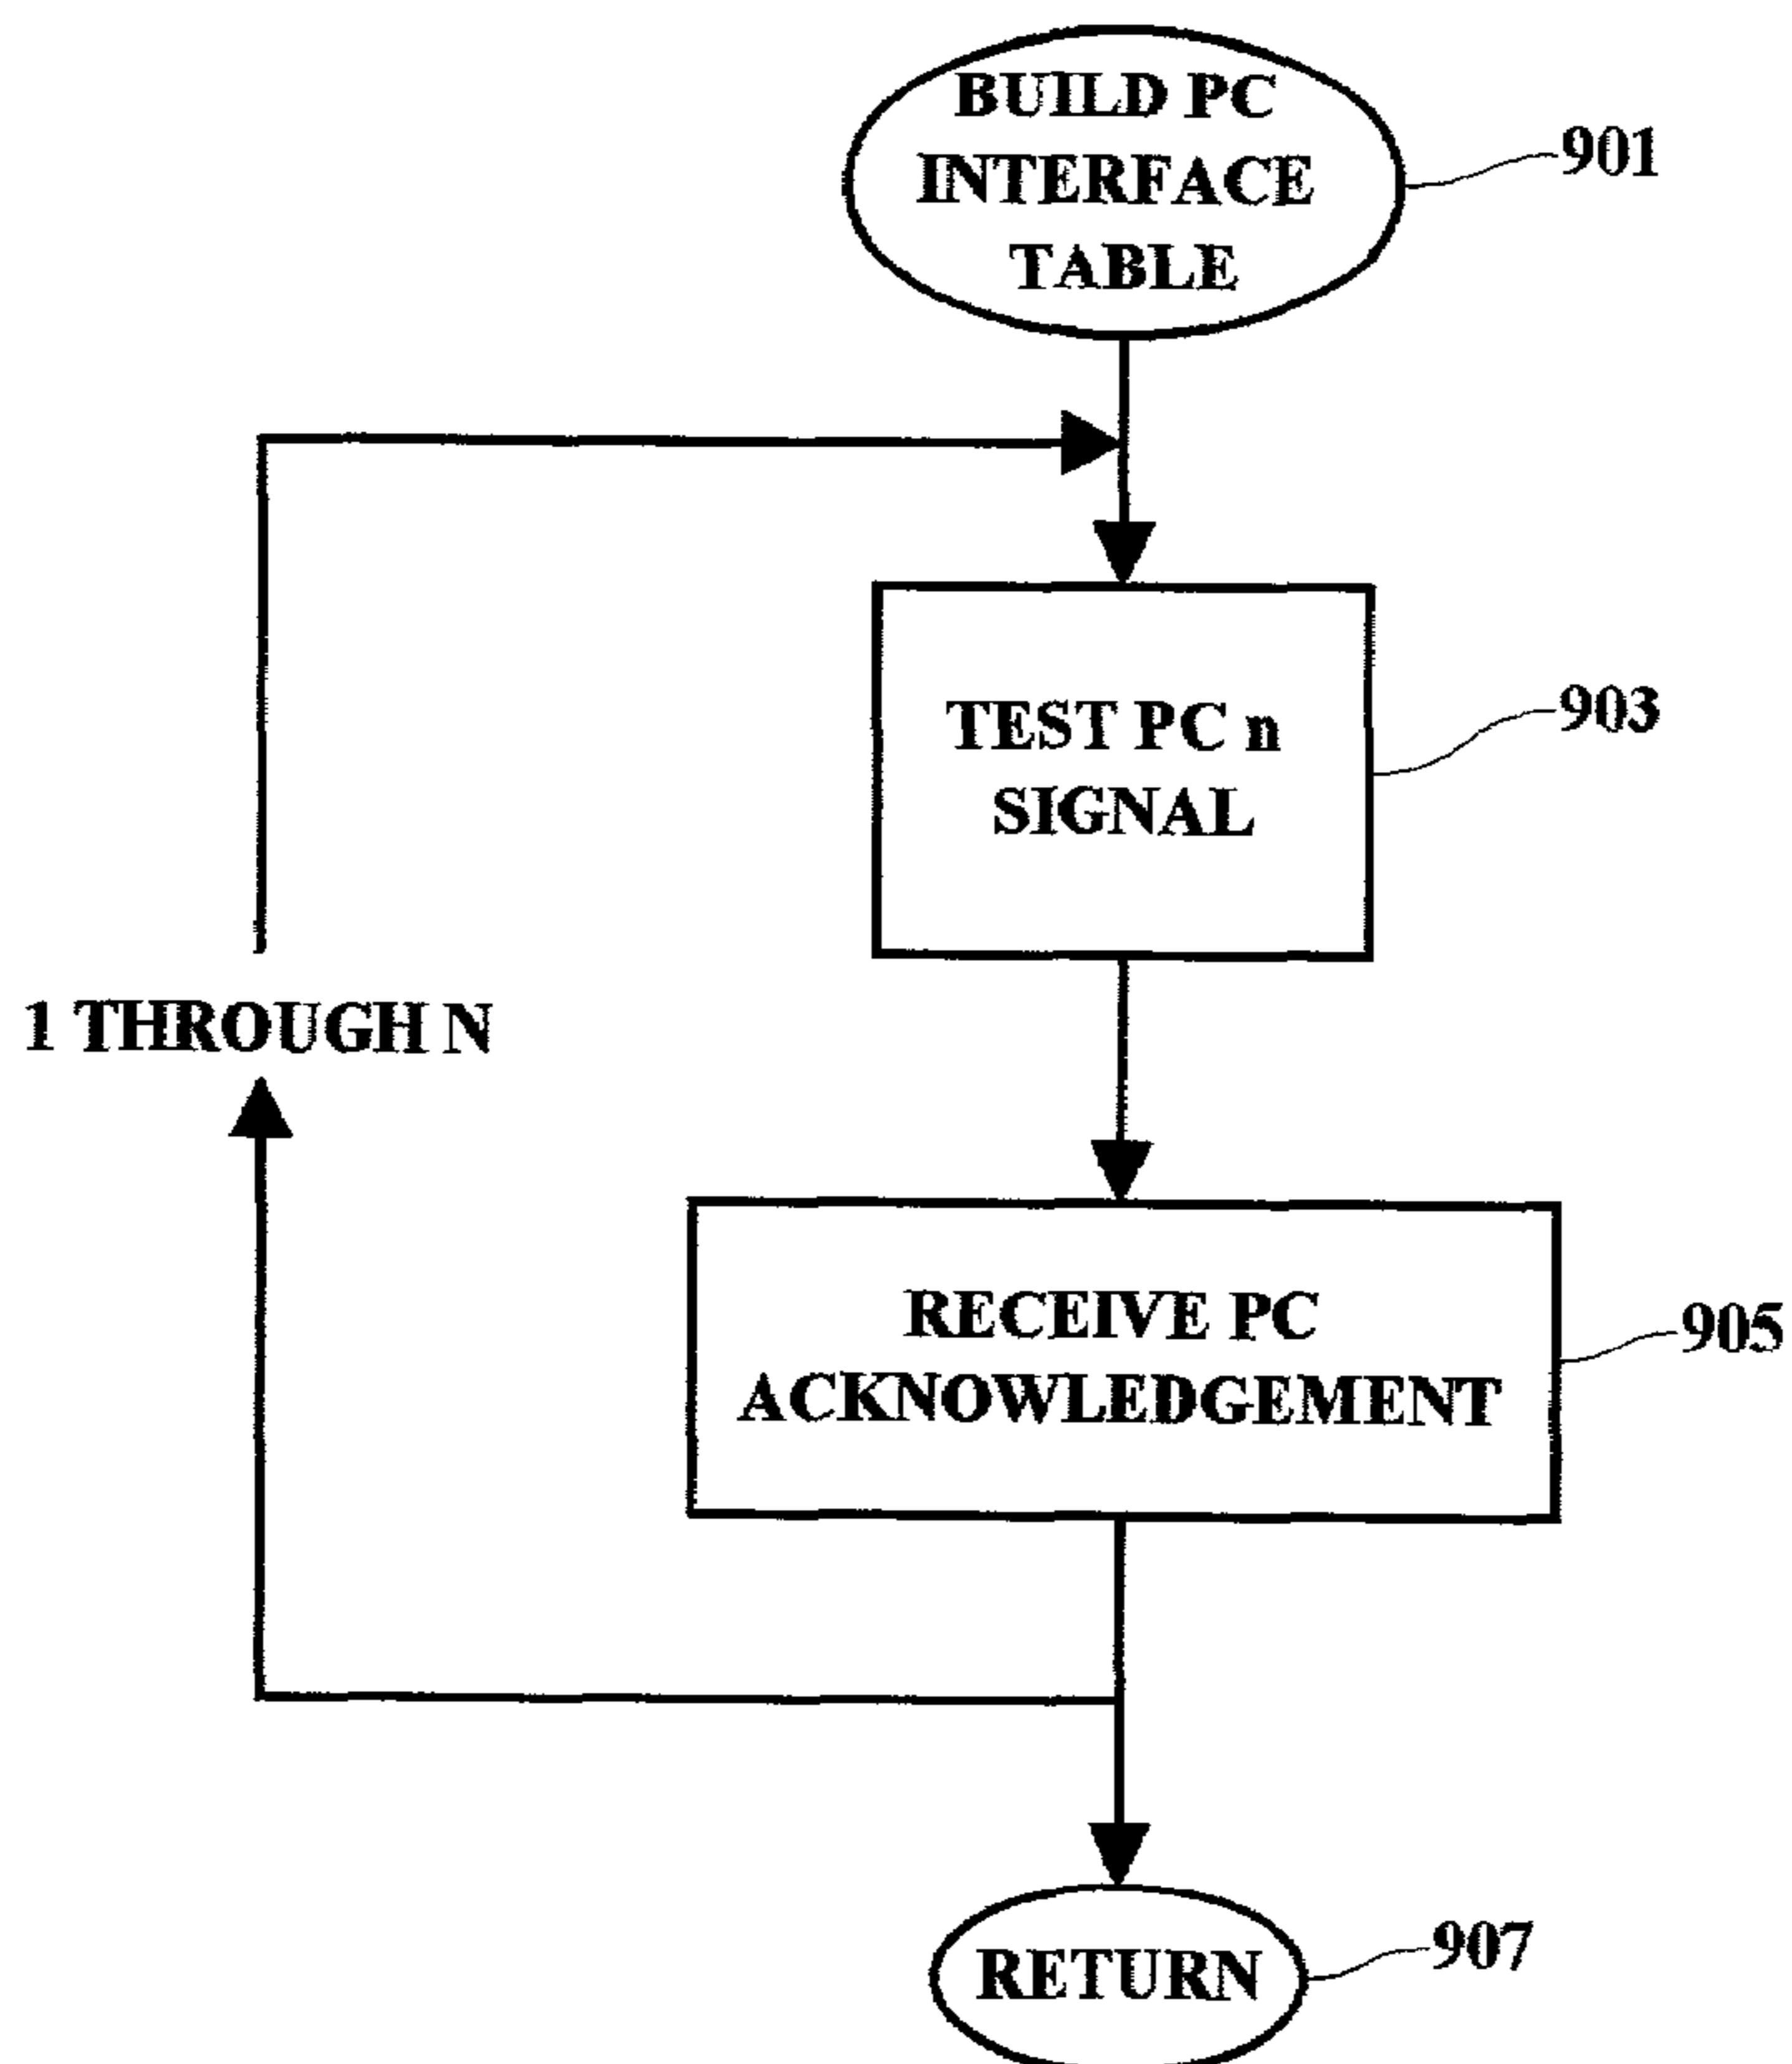 BUILD PC
INTERFACE
TABLE
901
TEST PC n
SIGNAL
903
1 THROUGH N
RECEIVE PC
ACKNOWLEDGEMENT
905
RETURN
907